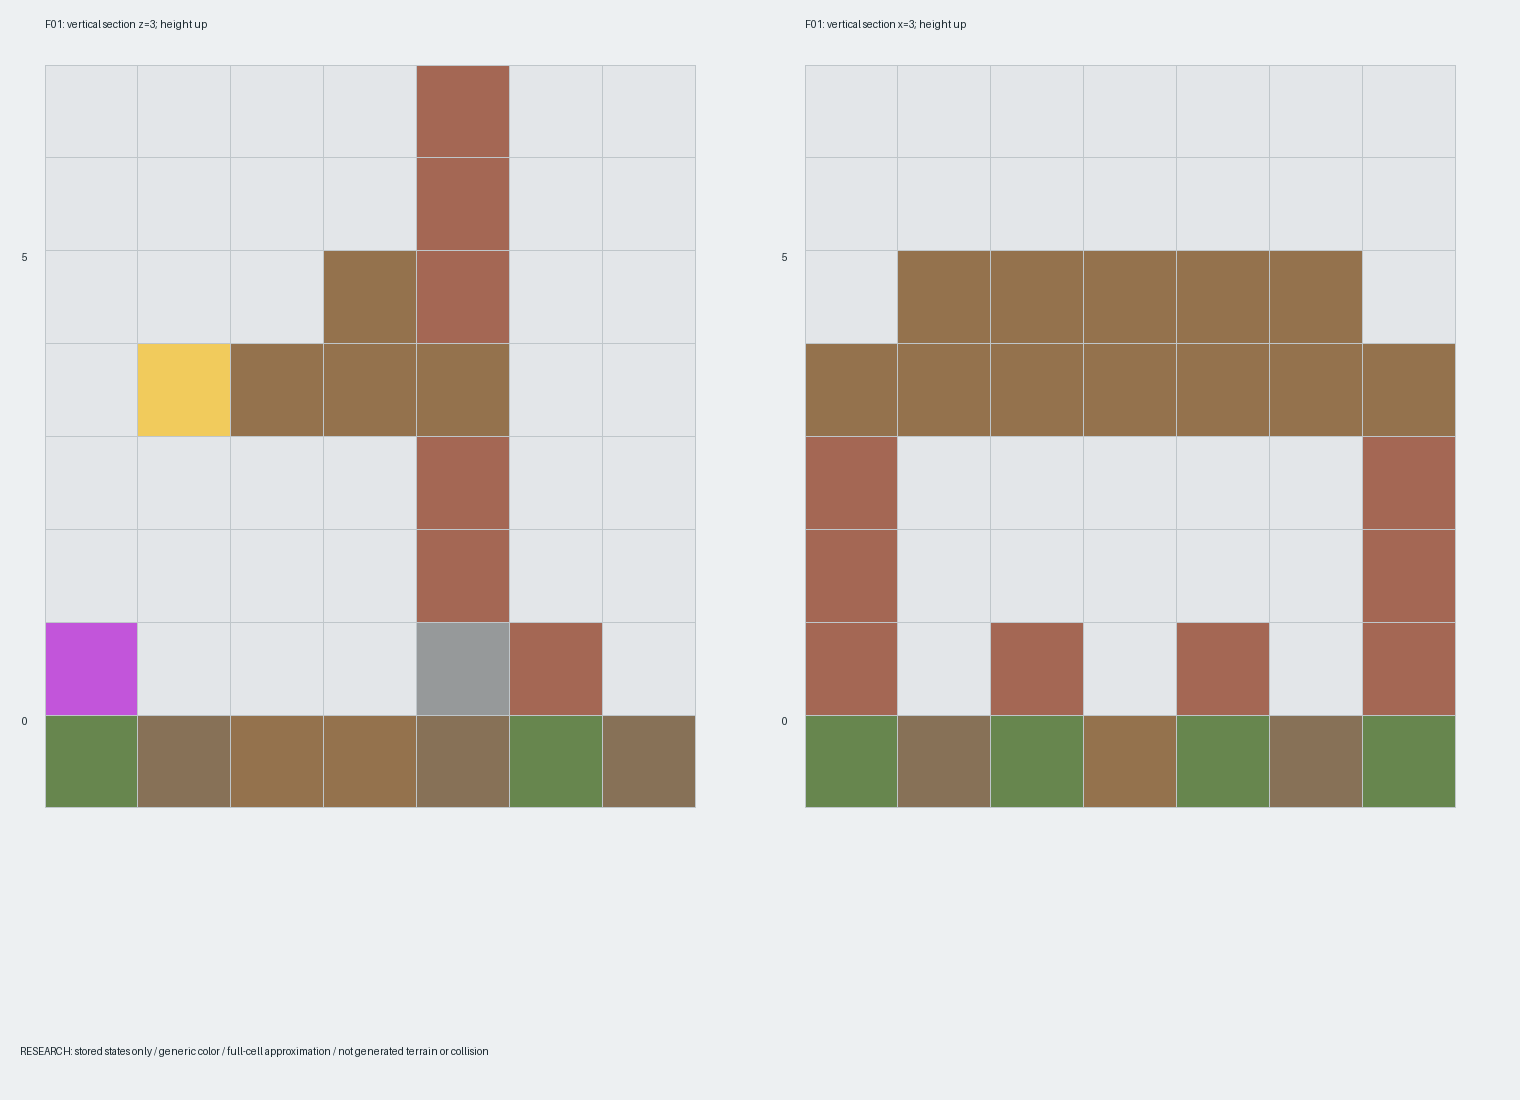 F01: vertical section z=3; height up
F01: vertical section x=3; height up
5
5
0
0
RESEARCH: stored states only / generic color / full-cell approximation / not generated terrain or collision